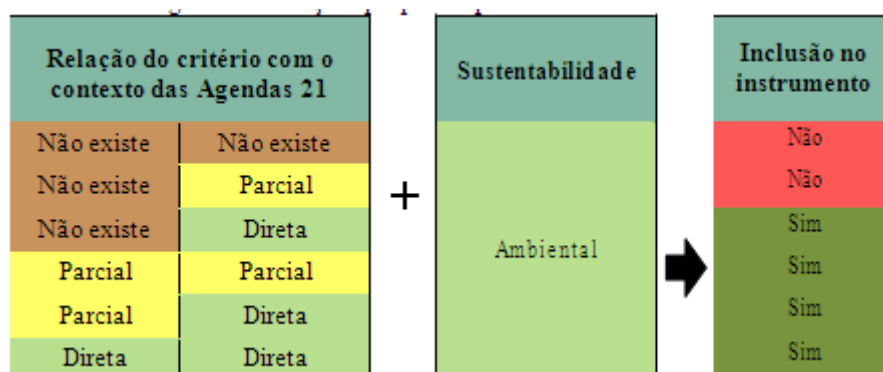 Relação do critério com o
contexto das Agendas 21
Sustentabilidade
Inclusão no
instrumento
Não existe Não existe
Não existe Parcial
Não existe Direta
Parcial Parcial
Parcial Direta
Direta Direta
+
Ambiental
Não
Não
Sim
Sim
Sim
Sim